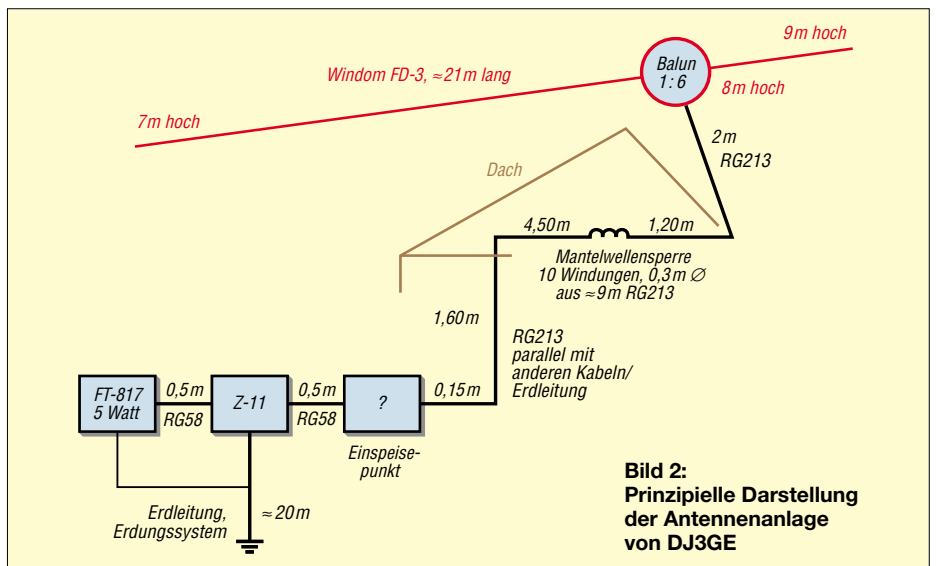 9m hoch
Windom FD-3, ≈21m lang
Balun
1:6
8m hoch
7m hoch
2m
RG213
Dach
4,50m
1,20m
Mantelwellensperre
10 Windungen, 0,3m Ø
aus ≈9m RG213
1,60m
RG213
parallel mit
anderen Kabeln/
Erdleitung
FT-817
5 Watt
0,5m
RG58
Z-11
0,5m
RG58
?
0,15m
Einspeise-
punkt
Erdleitung,
Erdungssystem
≈20m
Bild 2:
Prinzipielle Darstellung
der Antennenanlage
von DJ3GE